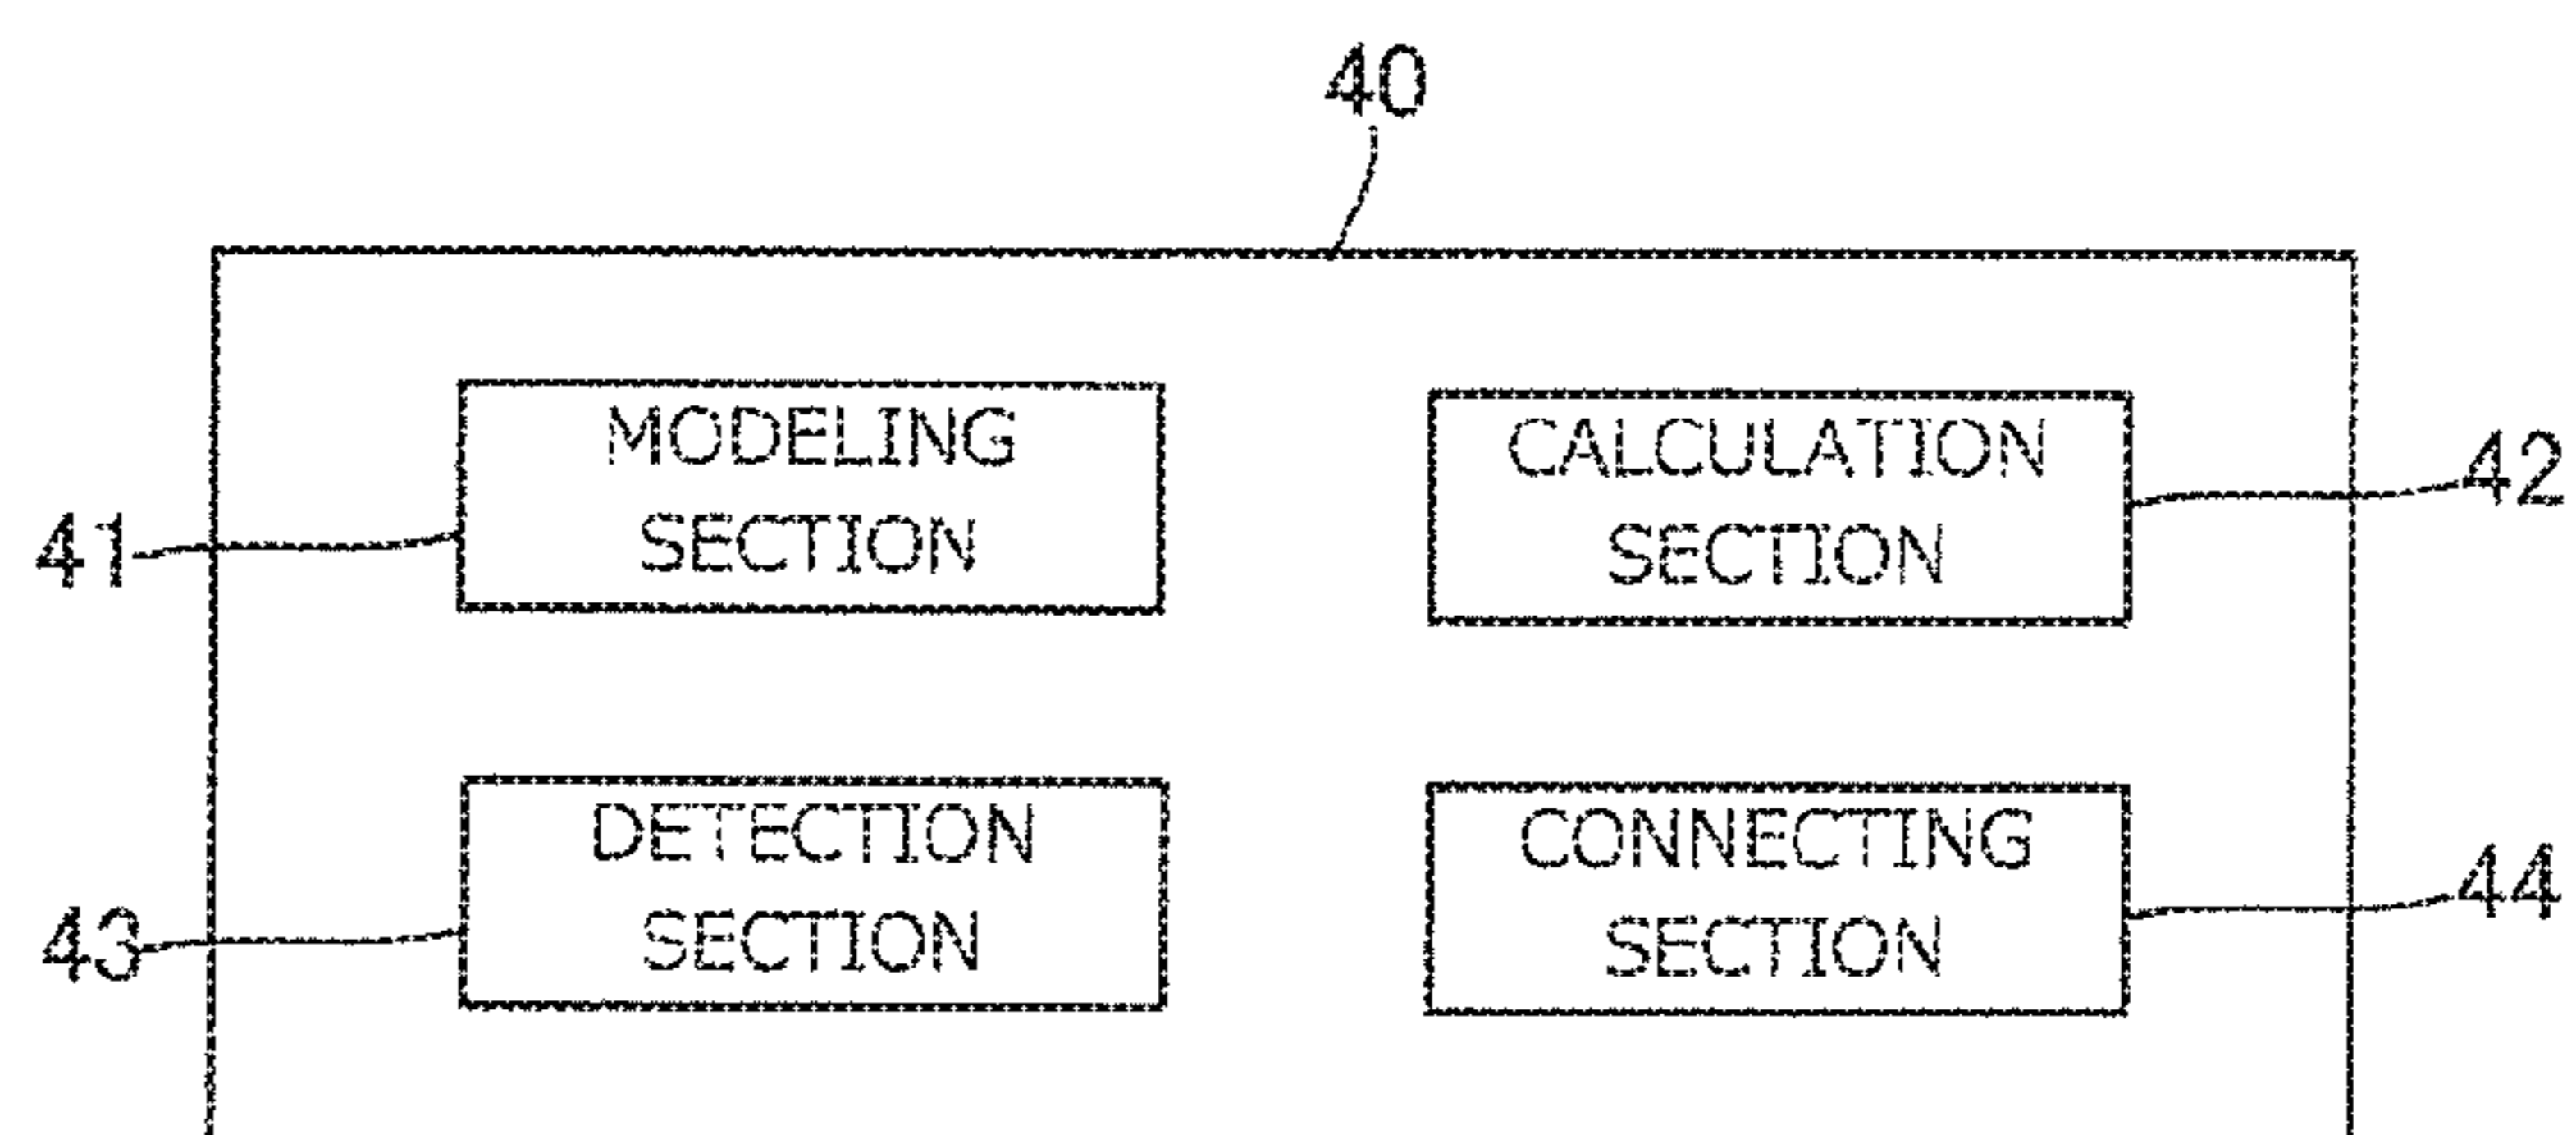 40
MODELING
SECTION
41
CALCULATION
SECTION
42
DETECTION
SECTION
43
CONNECTING
SECTION
44